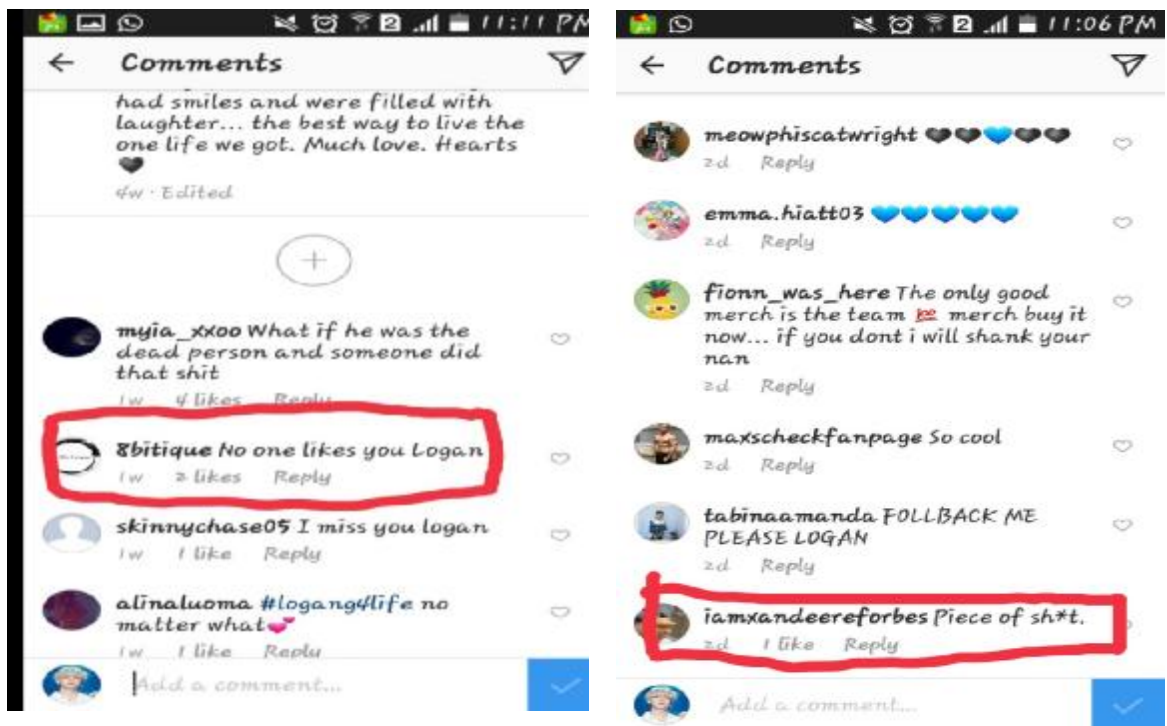 11:11 PM
Comments
had smiles and were filled with
laughter... the best way to live the
one life we got. Much love. Hearts
🖤
4w · Edited
myia_xxoo What if he was the
dead person and someone did
that shit
1w 4 likes Reply
8bitique No one likes you Logan
1w 2 likes Reply
skinnychase05 I miss you logan
1w 1 like Reply
alinaluoma #logang4life no
matter what💕
1w 1 like Reply
Add a comment...
2 11:06 PM
Comments
meowphiscatwright 🖤🖤💙🖤🖤
2d Reply
emma.hiatt03 💙💙💙💙💙
2d Reply
fionn_was_here The only good
merch is the team 💯 merch buy it
now... if you dont i will shank your
nan
2d Reply
maxscheckfanpage So cool
2d Reply
tabinaamanda FOLLBACK ME
PLEASE LOGAN
2d Reply
iamxandeereforbes Piece of sh*t.
2d 1 like Reply
Add a comment...